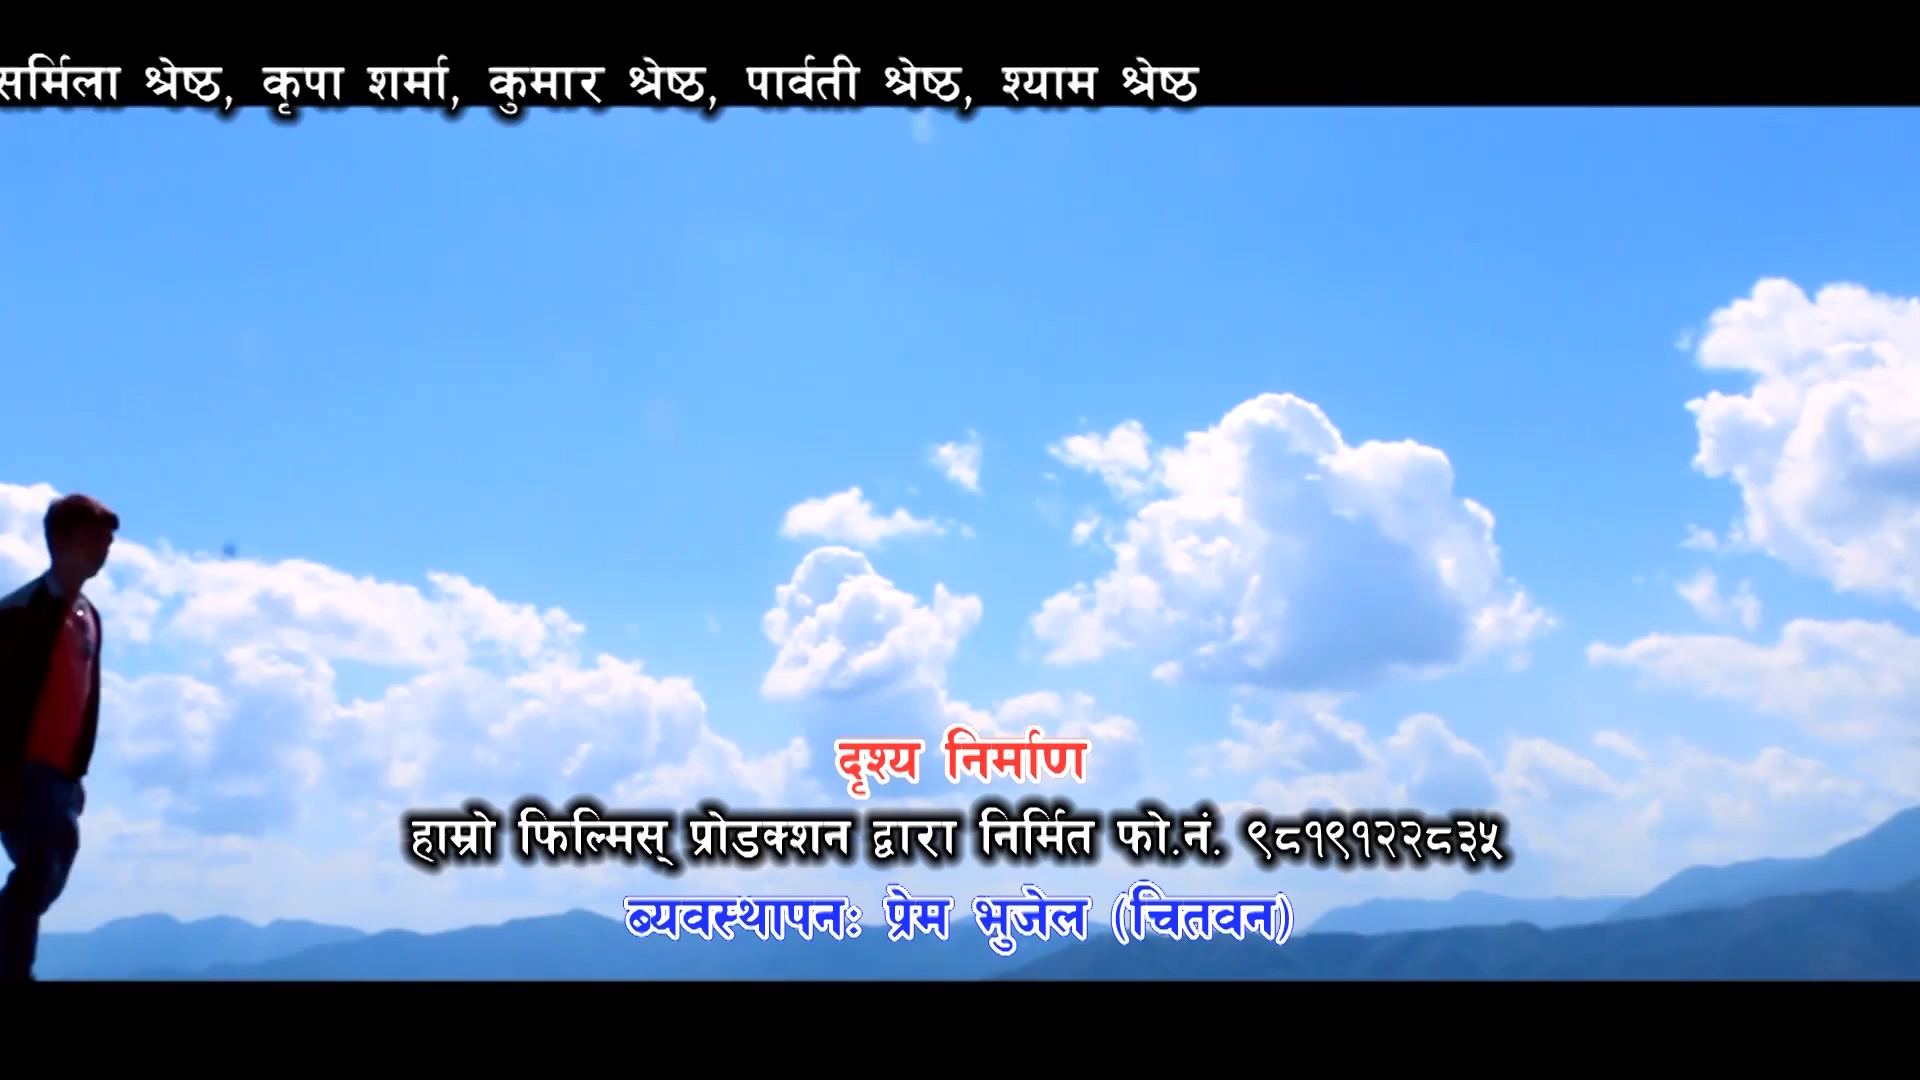 सर्मिला श्रेष्ठ, कृपा शर्मा, कुमार श्रेष्ठ, पार्वती श्रेष्ठ, श्याम श्रेष्ठ
दृश्य निर्माण
हाम्रो फिल्मिस् प्रोडक्शन द्वारा निर्मित फो.नं. ९८१९१२२८३५
ब्यवस्थापनः प्रेम भुजेल (चितवन)